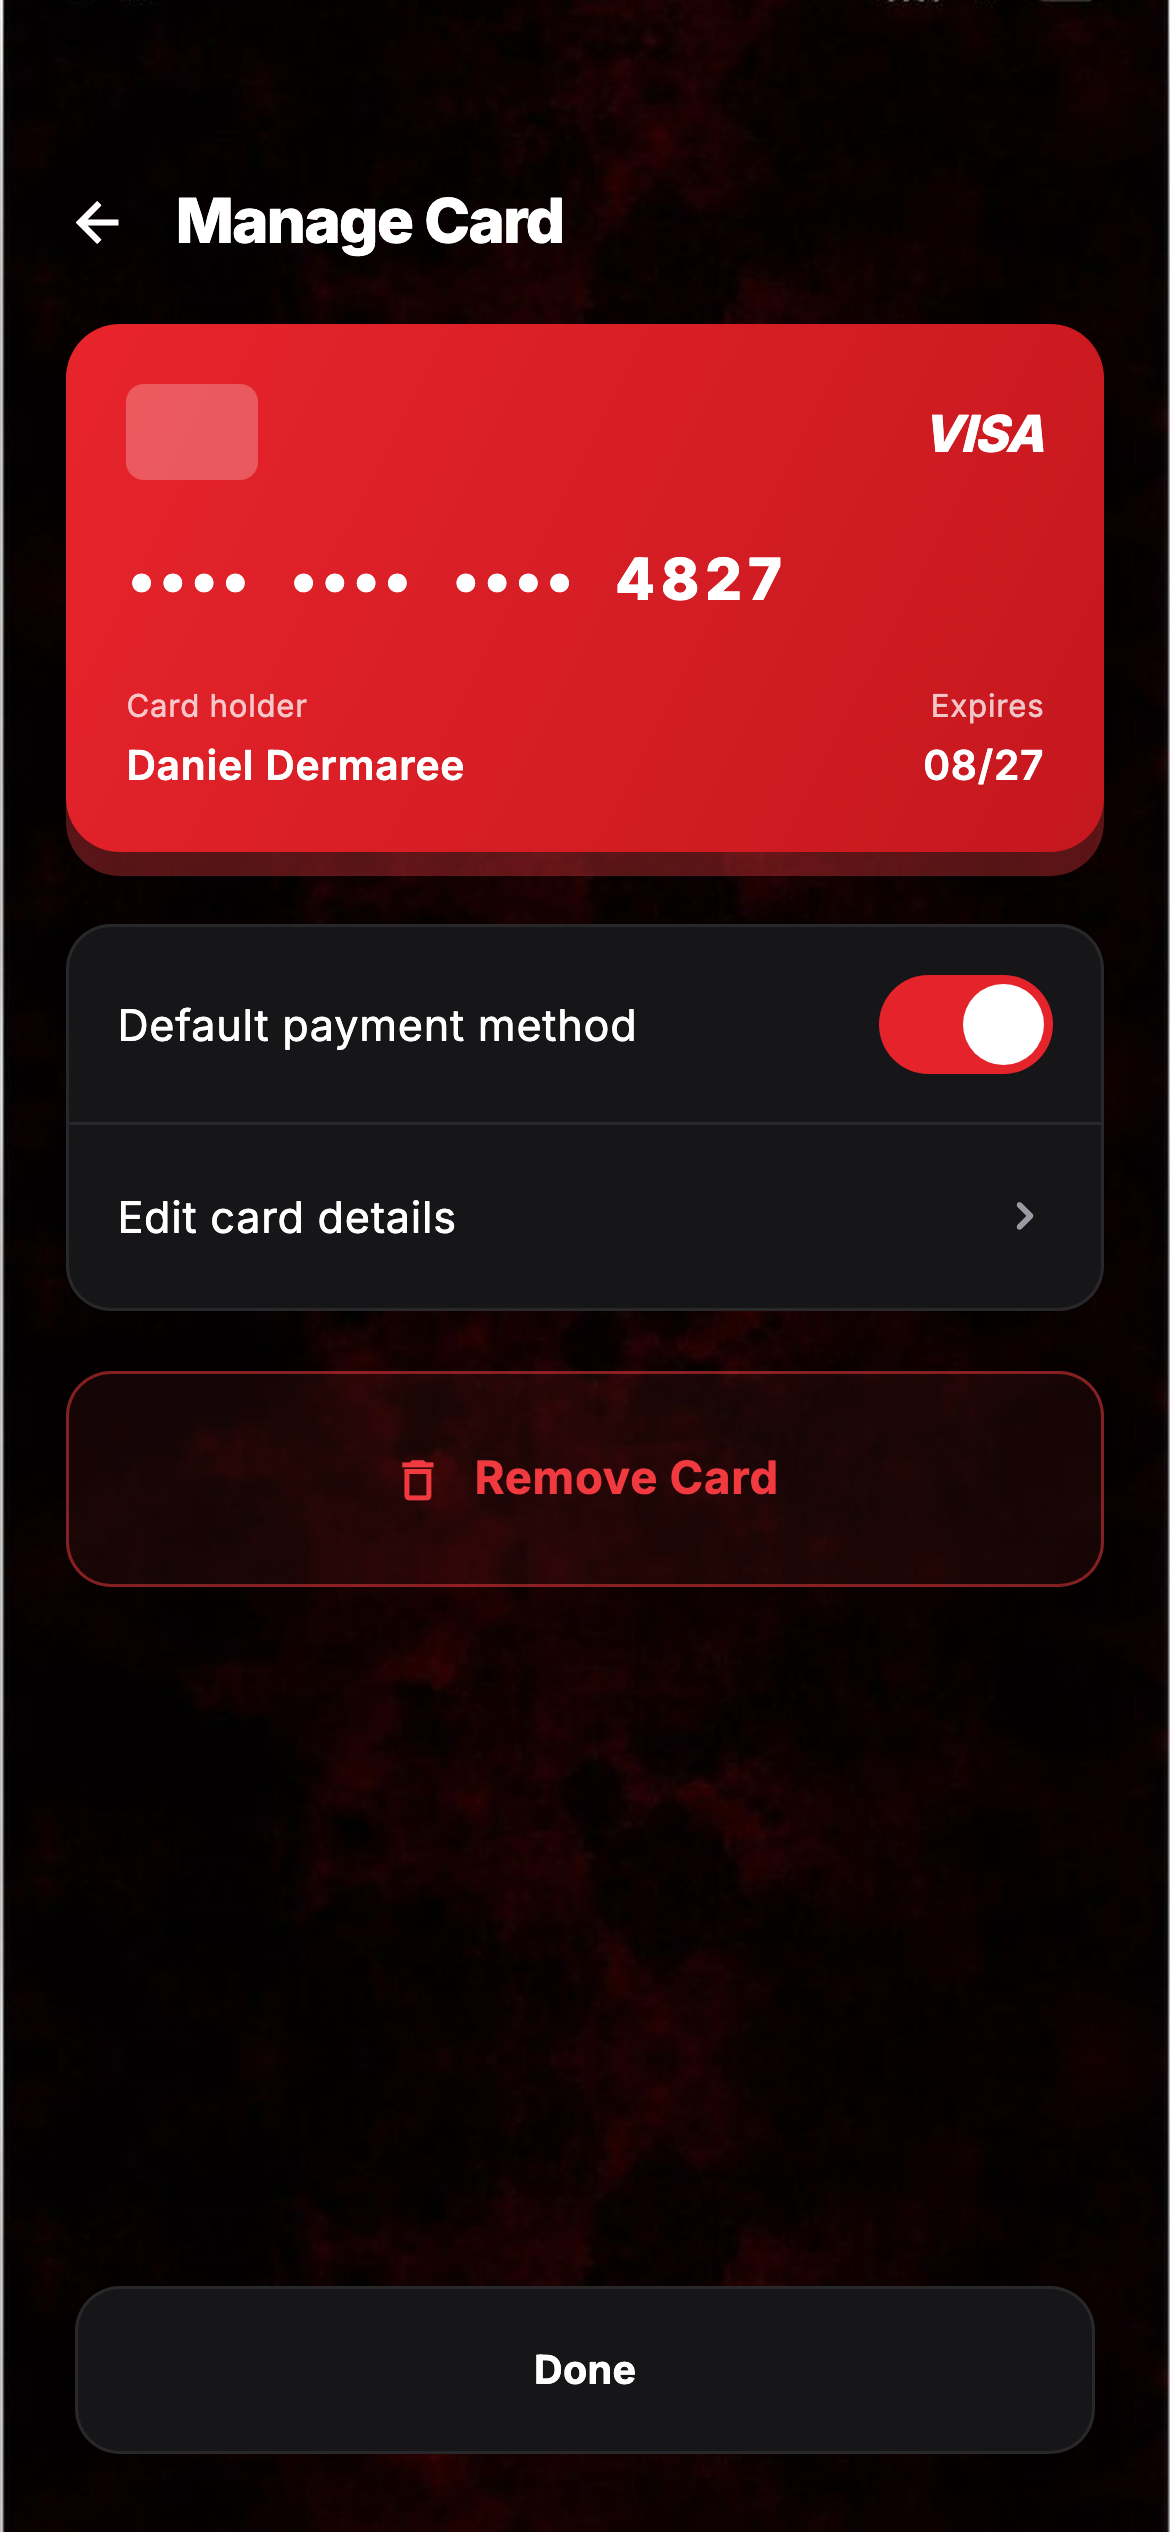 Manage Card
VISA
•••• •••• •••• 4827
Card holder
Expires
Daniel Dermaree
08/27
Default payment method
Edit card details
Remove Card
Done